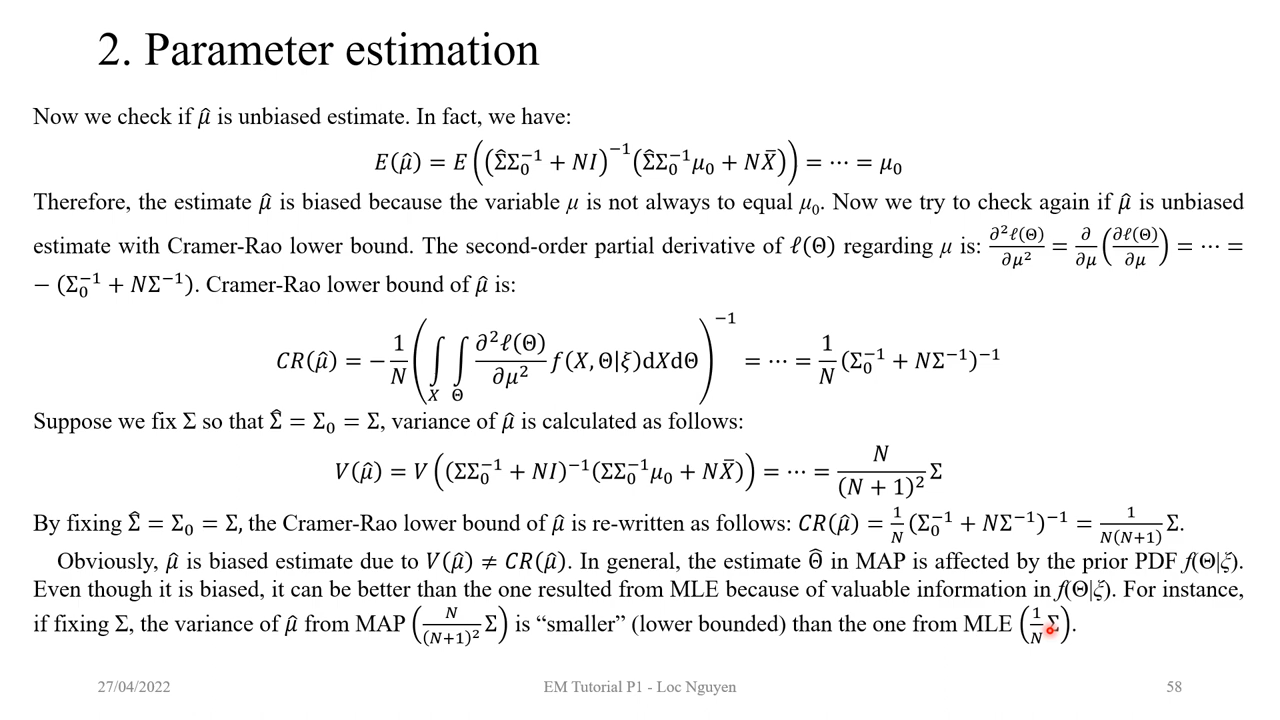 2. Parameter estimation
Now we check if μ̂ is unbiased estimate. In fact, we have:
E(μ̂) = E((Σ̂Σ₀⁻¹ + NI)⁻¹(Σ̂Σ₀⁻¹μ₀ + NX̄)) = ⋯ = μ₀
Therefore, the estimate μ̂ is biased because the variable μ is not always to equal μ₀. Now we try to check again if μ̂ is unbiased
estimate with Cramer-Rao lower bound. The second-order partial derivative of ℓ(Θ) regarding μ is: ∂²ℓ(Θ)/∂μ² = ∂/∂μ (∂ℓ(Θ)/∂μ) = ⋯ =
− (Σ₀⁻¹ + NΣ⁻¹). Cramer-Rao lower bound of μ̂ is:
CR(μ̂) = − 1/N (∫_X ∫_Θ ∂²ℓ(Θ)/∂μ² f(X, Θ|ξ)dXdΘ)⁻¹ = ⋯ = 1/N (Σ₀⁻¹ + NΣ⁻¹)⁻¹
Suppose we fix Σ so that Σ̂ = Σ₀ = Σ, variance of μ̂ is calculated as follows:
V(μ̂) = V((ΣΣ₀⁻¹ + NI)⁻¹(ΣΣ₀⁻¹μ₀ + NX̄)) = ⋯ = N/(N + 1)² Σ
By fixing Σ̂ = Σ₀ = Σ, the Cramer-Rao lower bound of μ̂ is re-written as follows: CR(μ̂) = 1/N (Σ₀⁻¹ + NΣ⁻¹)⁻¹ = 1/N(N+1) Σ.
Obviously, μ̂ is biased estimate due to V(μ̂) ≠ CR(μ̂). In general, the estimate Θ̂ in MAP is affected by the prior PDF f(Θ|ξ).
Even though it is biased, it can be better than the one resulted from MLE because of valuable information in f(Θ|ξ). For instance,
if fixing Σ, the variance of μ̂ from MAP (N/(N+1)² Σ) is “smaller” (lower bounded) than the one from MLE (1/N Σ).
27/04/2022
EM Tutorial P1 - Loc Nguyen
58